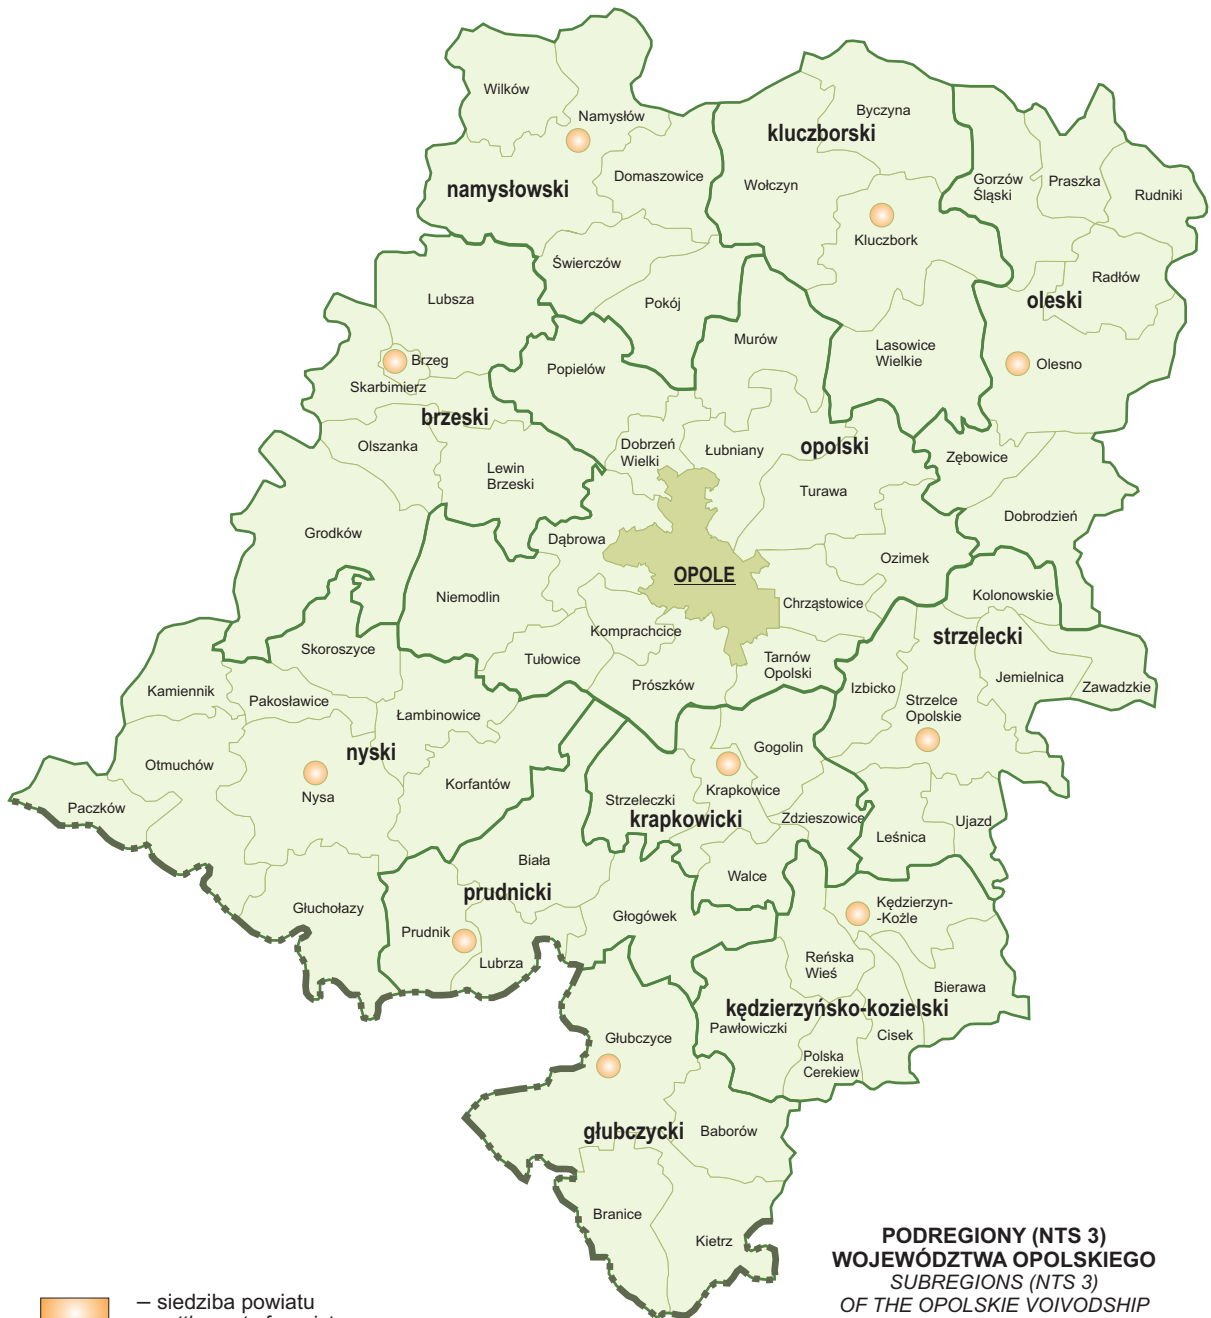 Wilków
Namysłów
namysłowski
Domaszowice
Świerczów
Pokój
kluczborski
Byczyna
Wołczyn
Kluczbork
Lasowice
Wielkie
Gorzów
Śląski
Praszka
Rudniki
Radłów
oleski
Olesno
Zębowice
Dobrodzień
Lubsza
Brzeg
Skarbimierz
brzeski
Olszanka
Lewin
Brzeski
Grodków
Popielów
Murów
Dobrzeń
Wielki
Łubniany
opolski
Turawa
Dąbrowa
OPOLE
Ozimek
Chrząstowice
Niemodlin
Komprachcice
Tułowice
Prószków
Tarnów
Opolski
Kolonowskie
strzelecki
Izbicko
Jemielnica
Zawadzkie
Strzelce
Opolskie
Leśnica
Ujazd
Skoroszyce
Kamiennik
Pakosławice
Łambinowice
nyski
Otmuchów
Nysa
Korfantów
Paczków
Głuchołazy
Gogolin
Krapkowice
Strzeleczki
krapkowicki
Zdzieszowice
Walce
Biała
prudnicki
Prudnik
Lubrza
Głogówek
Kędzierzyn-
-Koźle
Reńska
Wieś
Bierawa
kędzierzyńsko-kozielski
Pawłowiczki
Cisek
Polska
Cerekiew
Głubczyce
głubczycki
Baborów
Branice
Kietrz
PODREGIONY (NTS 3)
WOJEWÓDZTWA OPOLSKIEGO
SUBREGIONS (NTS 3)
OF THE OPOLSKIE VOIVODSHIP
– siedziba powiatu